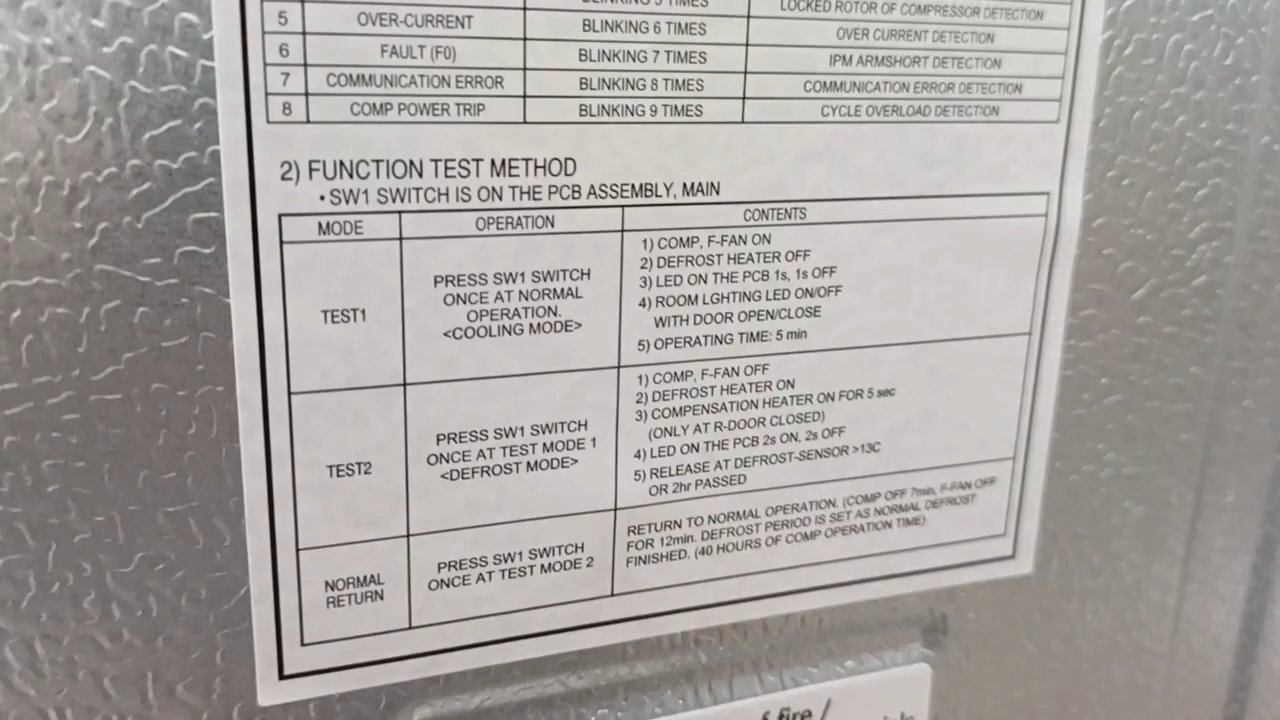 BLINKING 5 TIMES LOCKED ROTOR OF COMPRESSOR DETECTION
5 OVER-CURRENT BLINKING 6 TIMES OVER CURRENT DETECTION
6 FAULT (F0) BLINKING 7 TIMES IPM ARMSHORT DETECTION
7 COMMUNICATION ERROR BLINKING 8 TIMES COMMUNICATION ERROR DETECTION
8 COMP POWER TRIP BLINKING 9 TIMES CYCLE OVERLOAD DETECTION
2) FUNCTION TEST METHOD
• SW1 SWITCH IS ON THE PCB ASSEMBLY, MAIN
MODE OPERATION CONTENTS
TEST1
PRESS SW1 SWITCH
ONCE AT NORMAL
OPERATION.
<COOLING MODE>
1) COMP, F-FAN ON
2) DEFROST HEATER OFF
3) LED ON THE PCB 1s, 1s OFF
4) ROOM LGHTING LED ON/OFF
WITH DOOR OPEN/CLOSE
5) OPERATING TIME: 5 min
TEST2
PRESS SW1 SWITCH
ONCE AT TEST MODE 1
<DEFROST MODE>
1) COMP, F-FAN OFF
2) DEFROST HEATER ON
3) COMPENSATION HEATER ON FOR 5 sec
(ONLY AT R-DOOR CLOSED)
4) LED ON THE PCB 2s ON, 2s OFF
5) RELEASE AT DEFROST-SENSOR >13C
OR 2hr PASSED
NORMAL
RETURN
PRESS SW1 SWITCH
ONCE AT TEST MODE 2
RETURN TO NORMAL OPERATION. (COMP OFF 7min, F-FAN OFF
FOR 12min. DEFROST PERIOD IS SET AS NORMAL DEFROST
FINISHED. (40 HOURS OF COMP OPERATION TIME)
of fire /